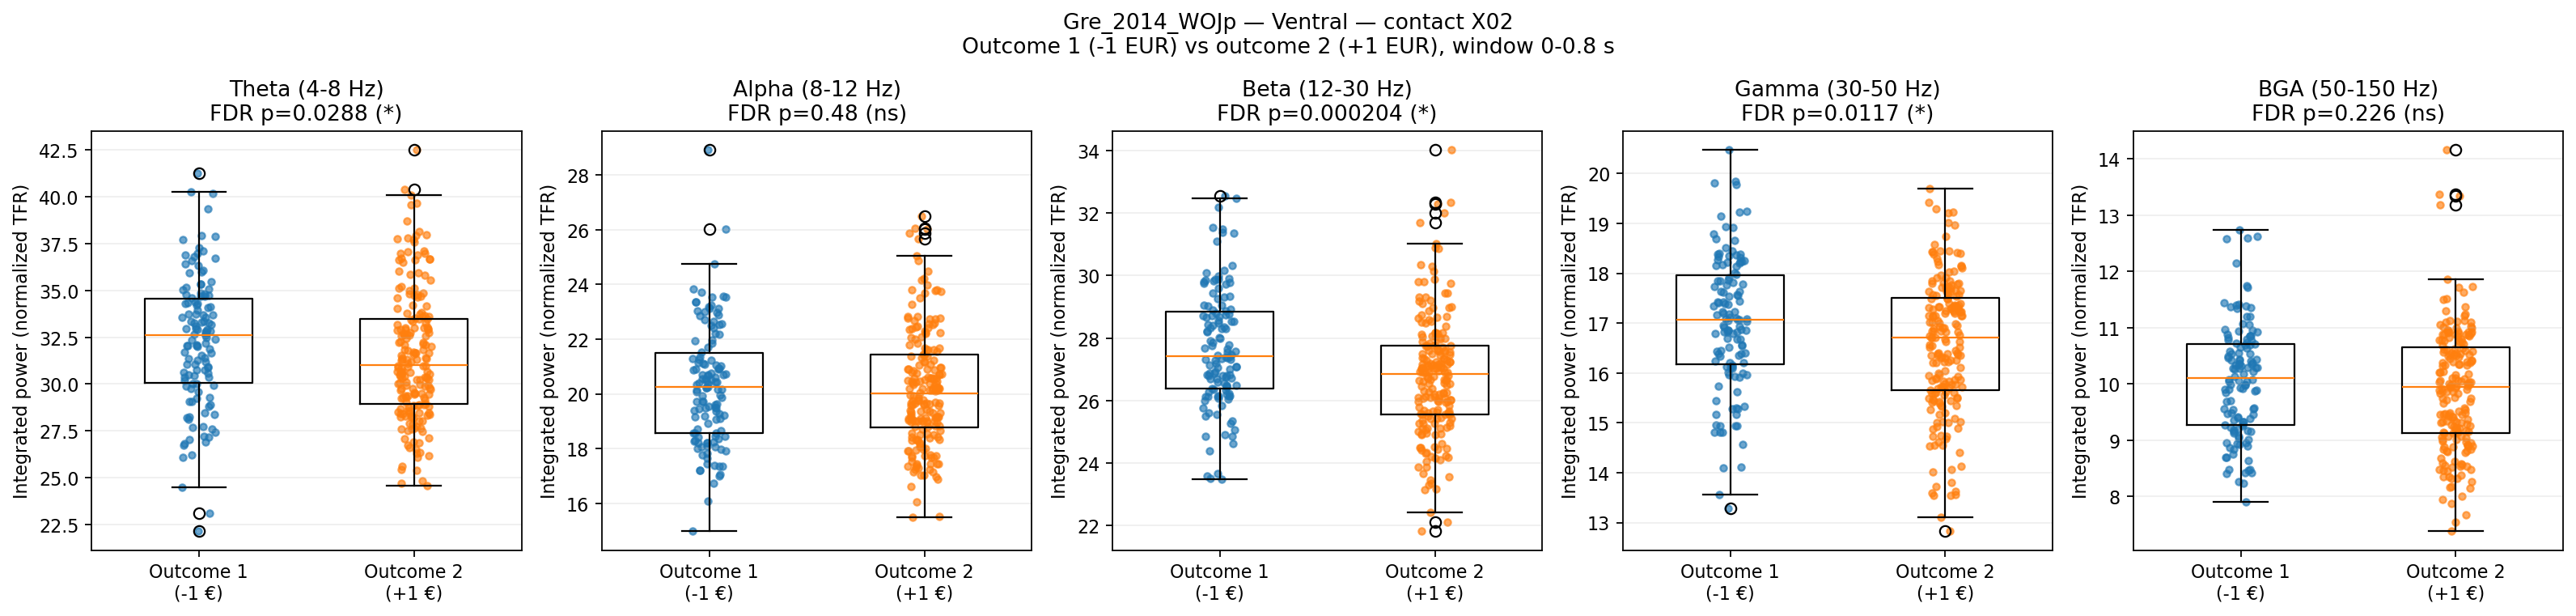 Gre_2014_WOJp — Ventral — contact X02
Outcome 1 (-1 EUR) vs outcome 2 (+1 EUR), window 0-0.8 s
Theta (4-8 Hz)
FDR p=0.0288 (*)
Integrated power (normalized TFR)
42.5
40.0
37.5
35.0
32.5
30.0
27.5
25.0
22.5
Outcome 1
(-1 €)
Outcome 2
(+1 €)
Alpha (8-12 Hz)
FDR p=0.48 (ns)
Integrated power (normalized TFR)
28
26
24
22
20
18
16
Outcome 1
(-1 €)
Outcome 2
(+1 €)
Beta (12-30 Hz)
FDR p=0.000204 (*)
Integrated power (normalized TFR)
34
32
30
28
26
24
22
Outcome 1
(-1 €)
Outcome 2
(+1 €)
Gamma (30-50 Hz)
FDR p=0.0117 (*)
Integrated power (normalized TFR)
20
19
18
17
16
15
14
13
Outcome 1
(-1 €)
Outcome 2
(+1 €)
BGA (50-150 Hz)
FDR p=0.226 (ns)
Integrated power (normalized TFR)
14
13
12
11
10
9
8
Outcome 1
(-1 €)
Outcome 2
(+1 €)